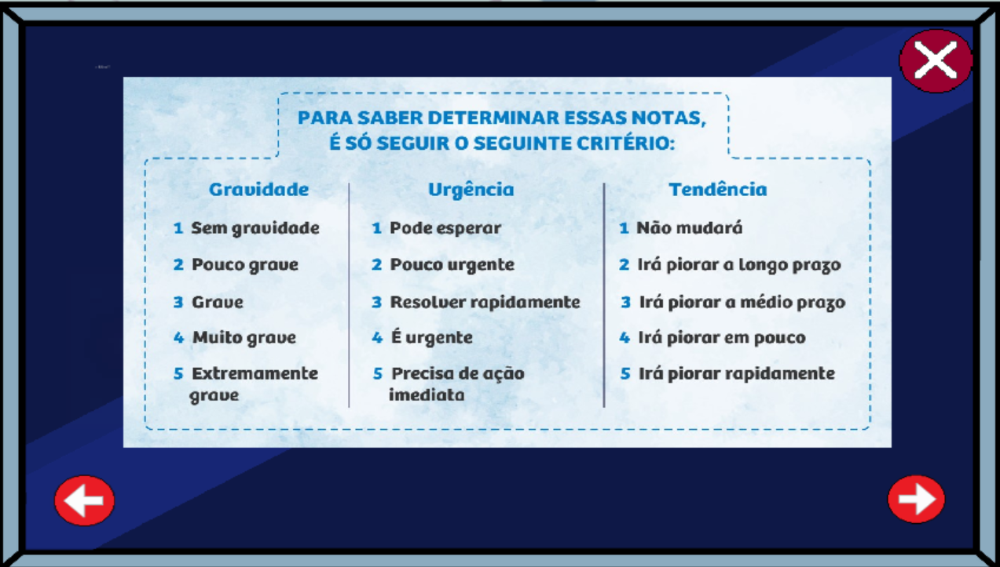 PARA SABER DETERMINAR ESSAS NOTAS,
É SÓ SEGUIR O SEGUINTE CRITÉRIO:
Gravidade
1 Sem gravidade
2 Pouco grave
3 Grave
4 Muito grave
5 Extremamente
grave
Urgência
1 Pode esperar
2 Pouco urgente
3 Resolver rapidamente
4 É urgente
5 Precisa de ação
imediata
Tendência
1 Não mudará
2 Irá piorar a longo prazo
3 Irá piorar a médio prazo
4 Irá piorar em pouco
5 Irá piorar rapidamente